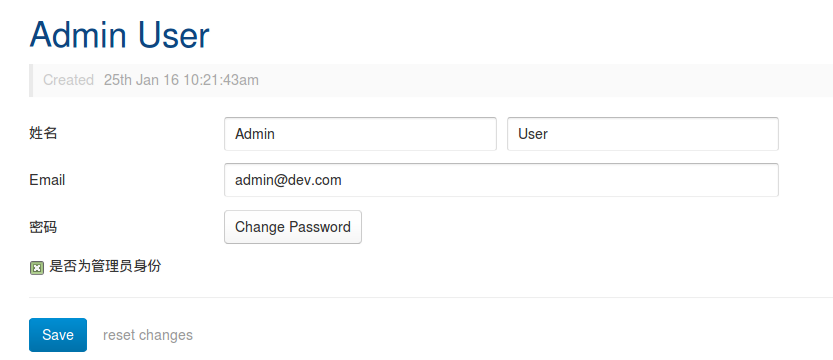 Admin User
Created 25th Jan 16 10:21:43am
姓名 Admin User
Email admin@dev.com
密码 Change Password
是否为管理员身份
Save reset changes